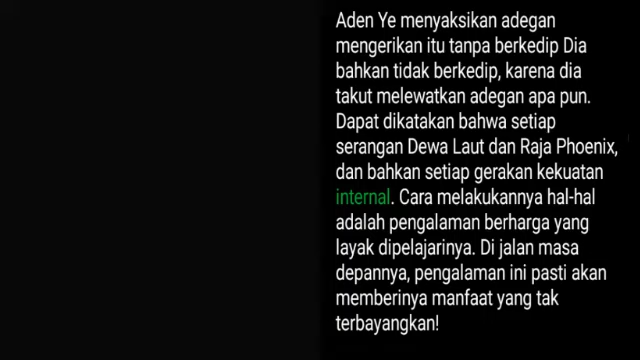 Aden Ye menyaksikan adegan
mengerikan itu tanpa berkedip Dia
bahkan tidak berkedip, karena dia
takut melewatkan adegan apa pun.
Dapat dikatakan bahwa setiap
serangan Dewa Laut dan Raja Phoenix,
dan bahkan setiap gerakan kekuatan
internal. Cara melakukannya hal-hal
adalah pengalaman berharga yang
layak dipelajarinya. Di jalan masa
depannya, pengalaman ini pasti akan
memberinya manfaat yang tak
terbayangkan!